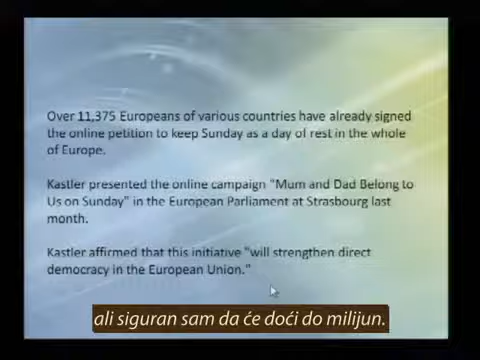 Over 11,375 Europeans of various countries have already signed
the online petition to keep Sunday as a day of rest in the whole
of Europe.
Kastler presented the online campaign "Mum and Dad Belong to
Us on Sunday" in the European Parliament at Strasbourg last
month.
Kastler affirmed that this initiative "will strengthen direct
democracy in the European Union."
ali siguran sam da će doći do milijun.